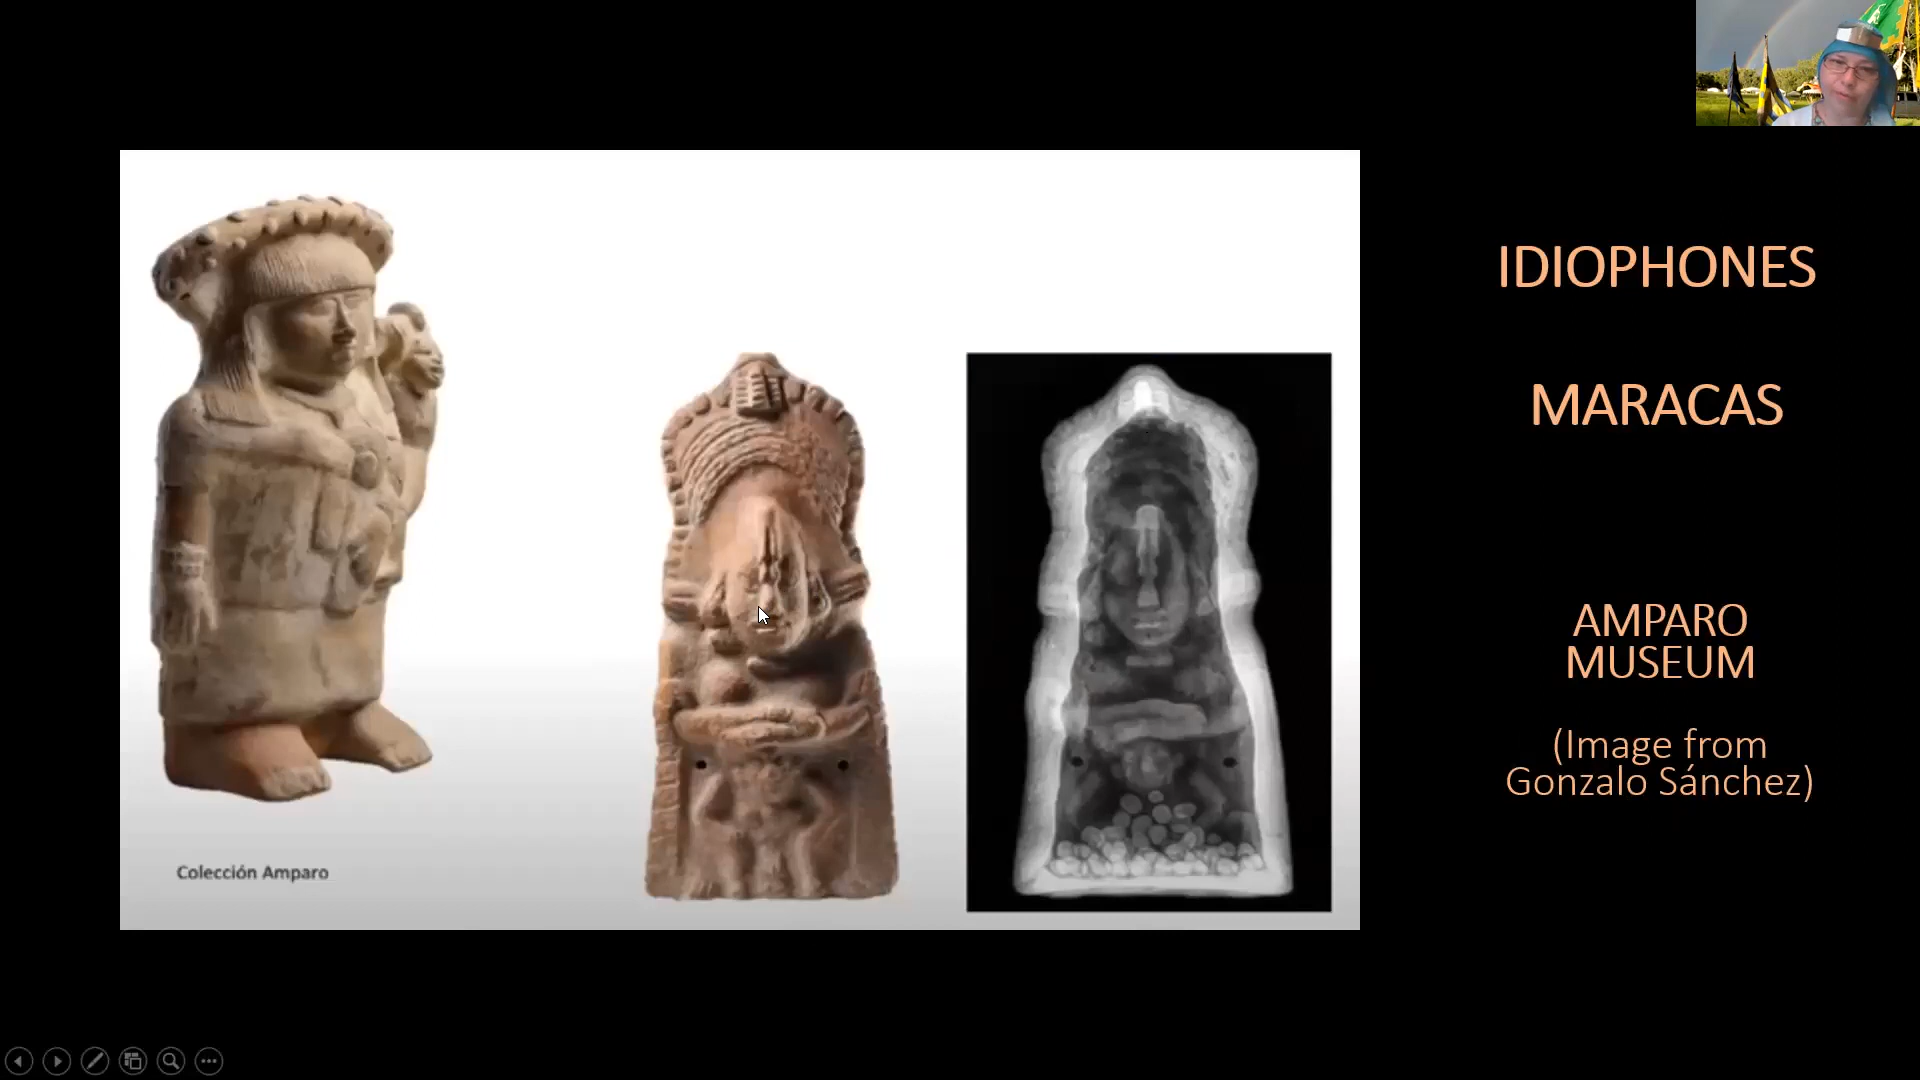 IDIOPHONES
MARACAS
AMPARO
MUSEUM
(Image from
Gonzalo Sánchez)
Colección Amparo